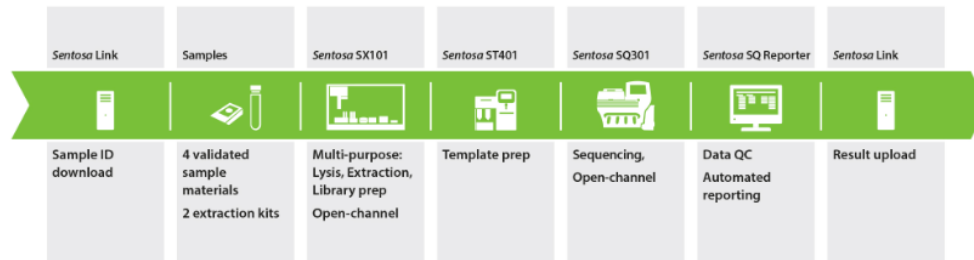 Sentosa Link
Samples
Sentosa SX101
Sentosa ST401
Sentosa SQ301
Sentosa SQ Reporter
Sentosa Link
Sample ID
download
4 validated
sample
materials
2 extraction kits
Multi-purpose:
Lysis, Extraction,
Library prep
Open-channel
Template prep
Sequencing,
Open-channel
Data QC
Automated
reporting
Result upload